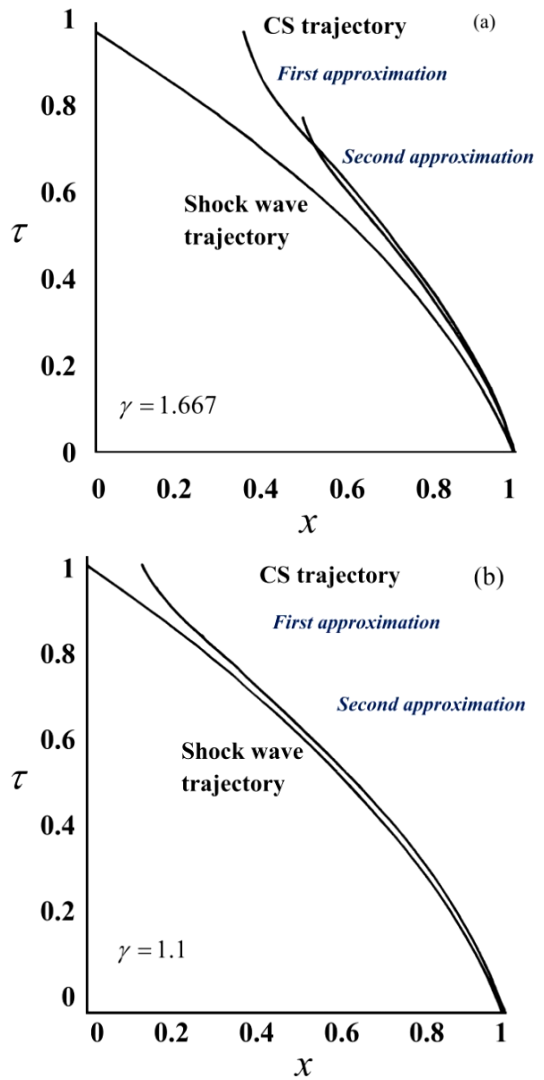 1
CS trajectory
(a)
First approximation
0.8
Second approximation
0.6
Shock wave
trajectory
τ
0.4
0.2
γ = 1.667
0
0 0.2 0.4 0.6 0.8 1
x
1
CS trajectory
(b)
First approximation
0.8
Second approximation
0.6
Shock wave
trajectory
τ
0.4
0.2
γ = 1.1
0
0 0.2 0.4 0.6 0.8 1
x